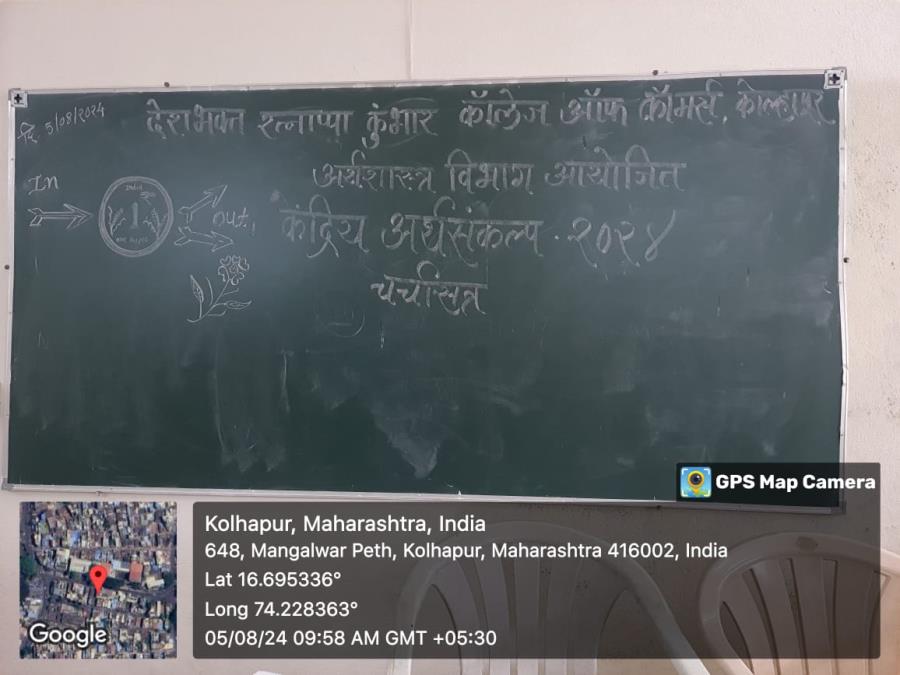 दि. 5/08/2024
देशभक्त रत्नाप्पा कुंभार कॉलेज ऑफ कॉमर्स, कोल्हापूर
अर्थशास्त्र विभाग आयोजित
In
India
1
out
केंद्रिय अर्थसंकल्प - २०२४
चर्चासत्र
GPS Map Camera
Google
Kolhapur, Maharashtra, India
648, Mangalwar Peth, Kolhapur, Maharashtra 416002, India
Lat 16.695336°
Long 74.228363°
05/08/24 09:58 AM GMT +05:30